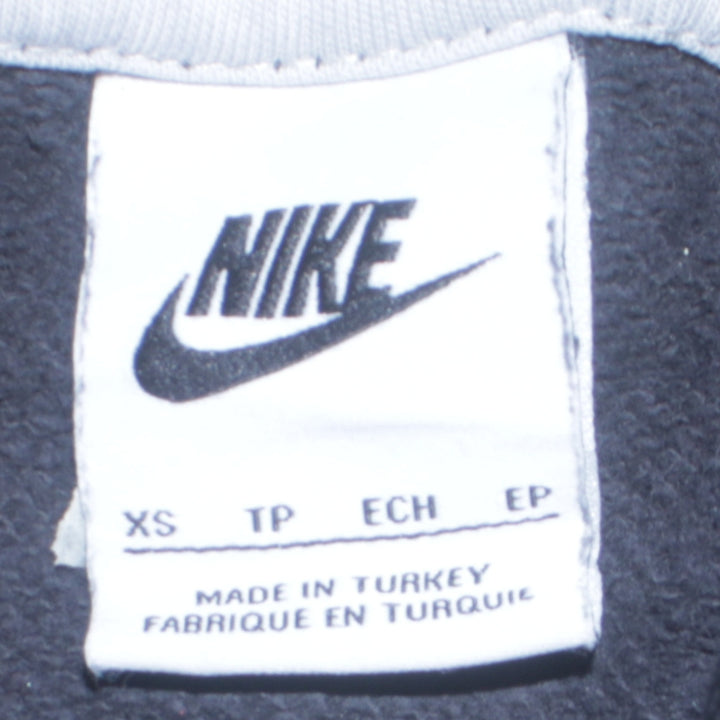 NIKE
XS TP ECH EP
MADE IN TURKEY
FABRIQUE EN TURQUIE